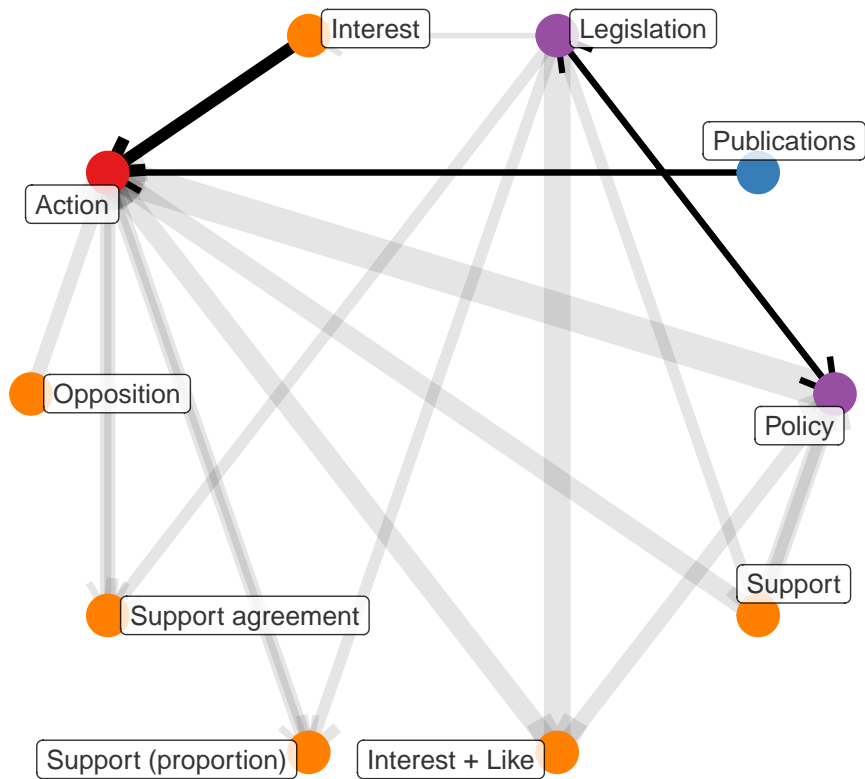 Interest
Legislation
Publications
Action
Opposition
Policy
Support
Support agreement
Support (proportion)
Interest + Like